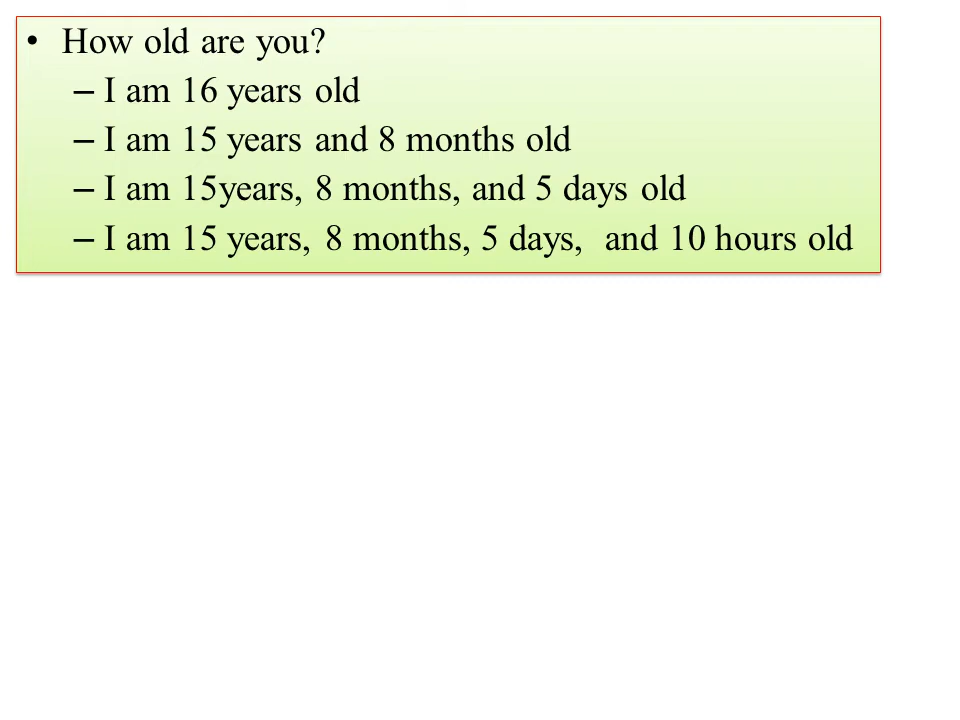 • How old are you?
– I am 16 years old
– I am 15 years and 8 months old
– I am 15years, 8 months, and 5 days old
– I am 15 years, 8 months, 5 days,  and 10 hours old